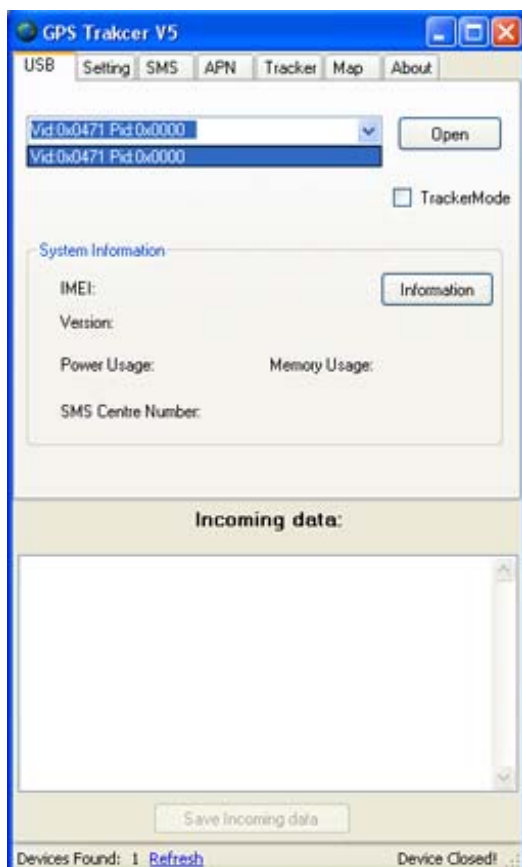 GPS Trakcer V5
USB Setting SMS APN Tracker Map About
Vid:0x0471 Pid:0x0000 Open
Vid:0x0471 Pid:0x0000
TrackerMode
System Information
IMEI: Information
Version:
Power Usage: Memory Usage:
SMS Centre Number:
Incoming data:
Save Incoming data
Devices Found: 1 Refresh Device Closed!